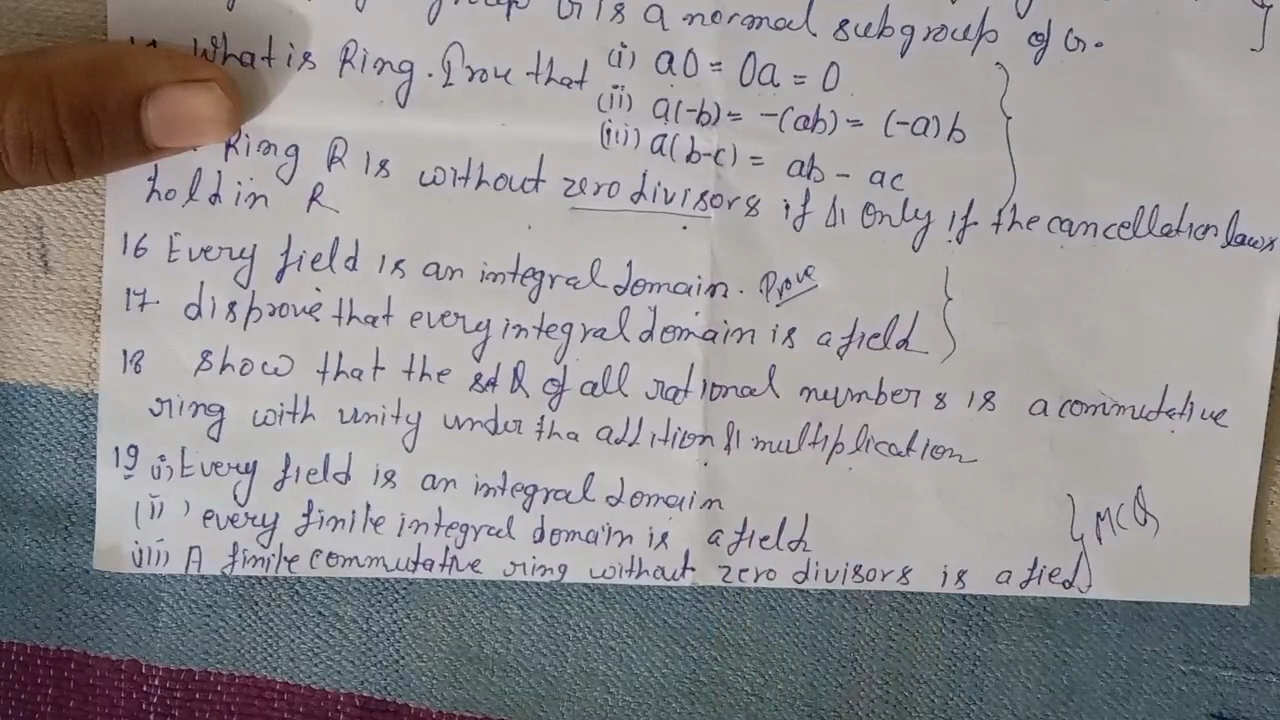 group G is a normal subgroup of G.
What is Ring. Prove that (i) a0 = 0a = 0
(ii) a(-b) = -(ab) = (-a)b
(iii) a(b-c) = ab - ac
Ring R is without zero divisors if & only if the cancellation laws
hold in R
16 Every field is an integral domain. Prove
17 disprove that every integral domain is a field
18 show that the set Q of all rational numbers is a commutative
ring with unity under tha addition & multiplication
19 (i) Every field is an integral domain
(ii) every finite integral domain is a field
(iii) A finite commutative ring without zero divisors is a fied
MCQ